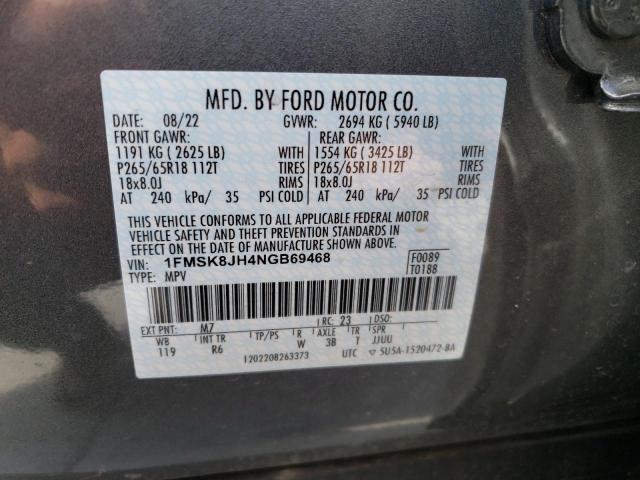 MFD. BY FORD MOTOR CO.
DATE: 08/22 GVWR: 2694 KG ( 5940 LB)
FRONT GAWR: REAR GAWR:
1191 KG ( 2625 LB) WITH 1554 KG ( 3425 LB) WITH
P265/65R18 112T TIRES P265/65R18 112T TIRES
18x8.0J RIMS 18x8.0J RIMS
AT 240 kPa/ 35 PSI COLD AT 240 kPa/ 35 PSI COLD
THIS VEHICLE CONFORMS TO ALL APPLICABLE FEDERAL MOTOR
VEHICLE SAFETY AND THEFT PREVENTION STANDARDS IN
EFFECT ON THE DATE OF MANUFACTURE SHOWN ABOVE.
VIN: 1FMSK8JH4NGB69468 F0089
TYPE: MPV T0188
EXT PNT: M7 RC: 23 DSO:
WB INT TR TP/PS R AXLE TR SPR
119 R6 W 3B T JJUU
1202208263373 UTC ▽ 5U5A-1520472-BA